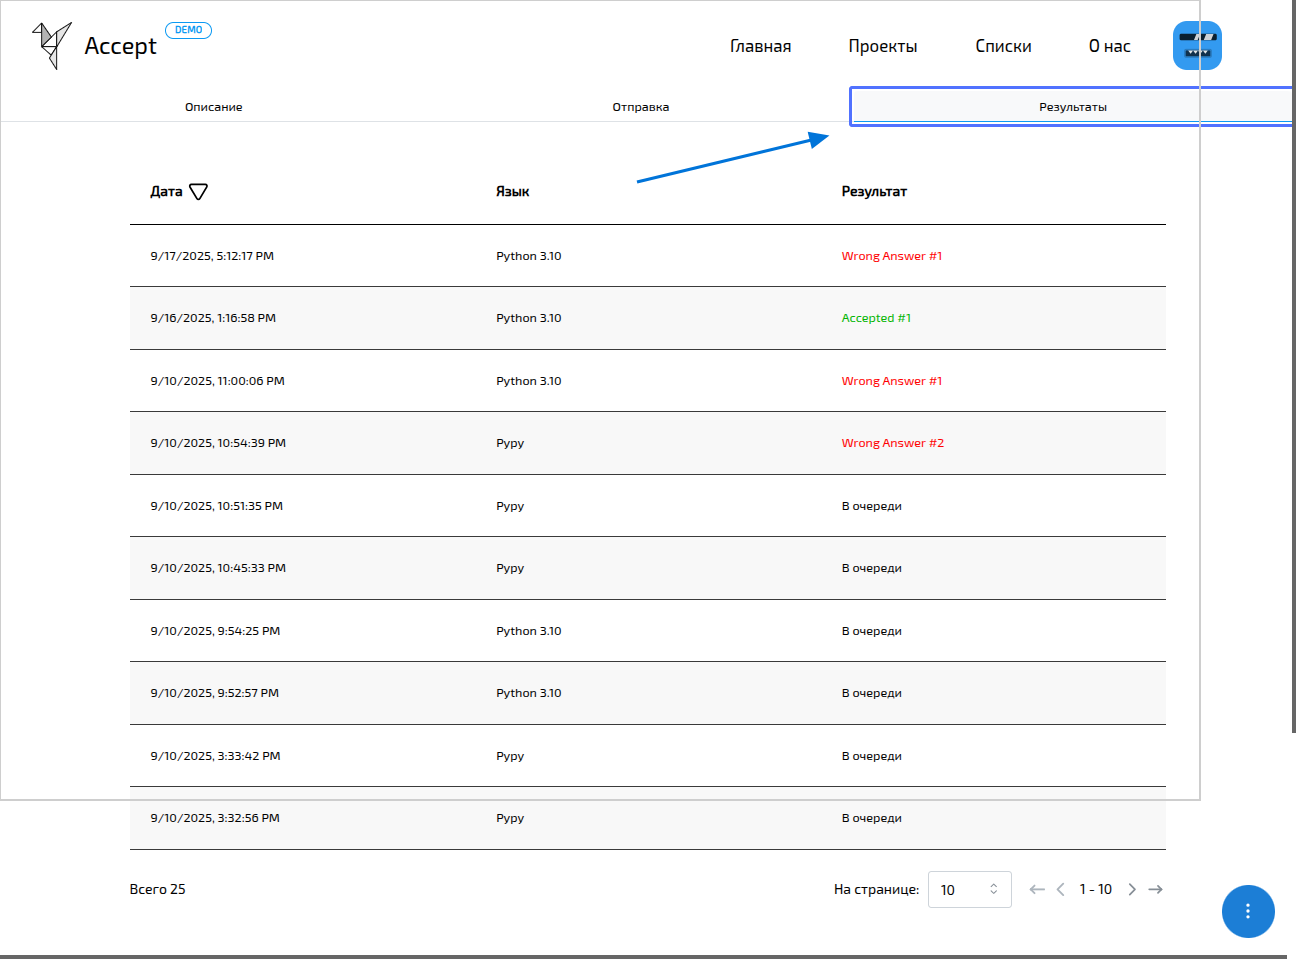 Accept DEMO Главная Проекты Списки О нас
Описание Отправка Результаты
Дата Язык Результат
9/17/2025, 5:12:17 PM Python 3.10 Wrong Answer #1
9/16/2025, 1:16:58 PM Python 3.10 Accepted #1
9/10/2025, 11:00:06 PM Python 3.10 Wrong Answer #1
9/10/2025, 10:54:39 PM Pypy Wrong Answer #2
9/10/2025, 10:51:35 PM Pypy В очереди
9/10/2025, 10:45:33 PM Pypy В очереди
9/10/2025, 9:54:25 PM Python 3.10 В очереди
9/10/2025, 9:52:57 PM Python 3.10 В очереди
9/10/2025, 3:33:42 PM Pypy В очереди
9/10/2025, 3:32:56 PM Pypy В очереди
Всего 25 На странице: 10 1 - 10